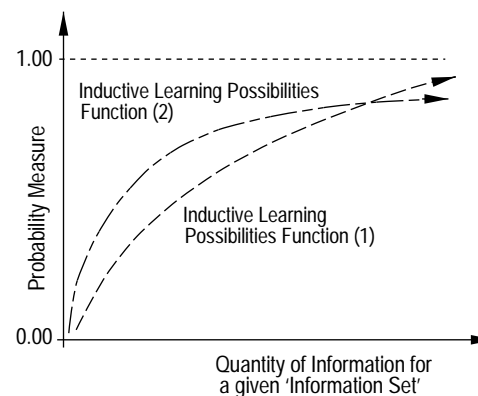 1.00
Inductive Learning Possibilities
Function (2)
Probability Measure
Inductive Learning
Possibilities Function (1)
0.00
Quantity of Information for
a given 'Information Set'